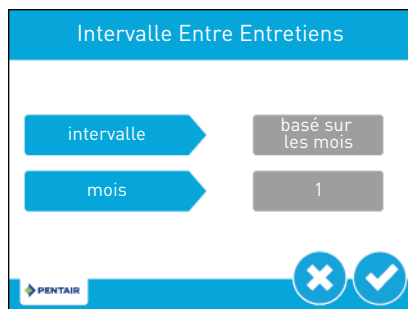 Intervalle Entre Entretiens
intervalle
basé sur
les mois
mois
1
PENTAIR